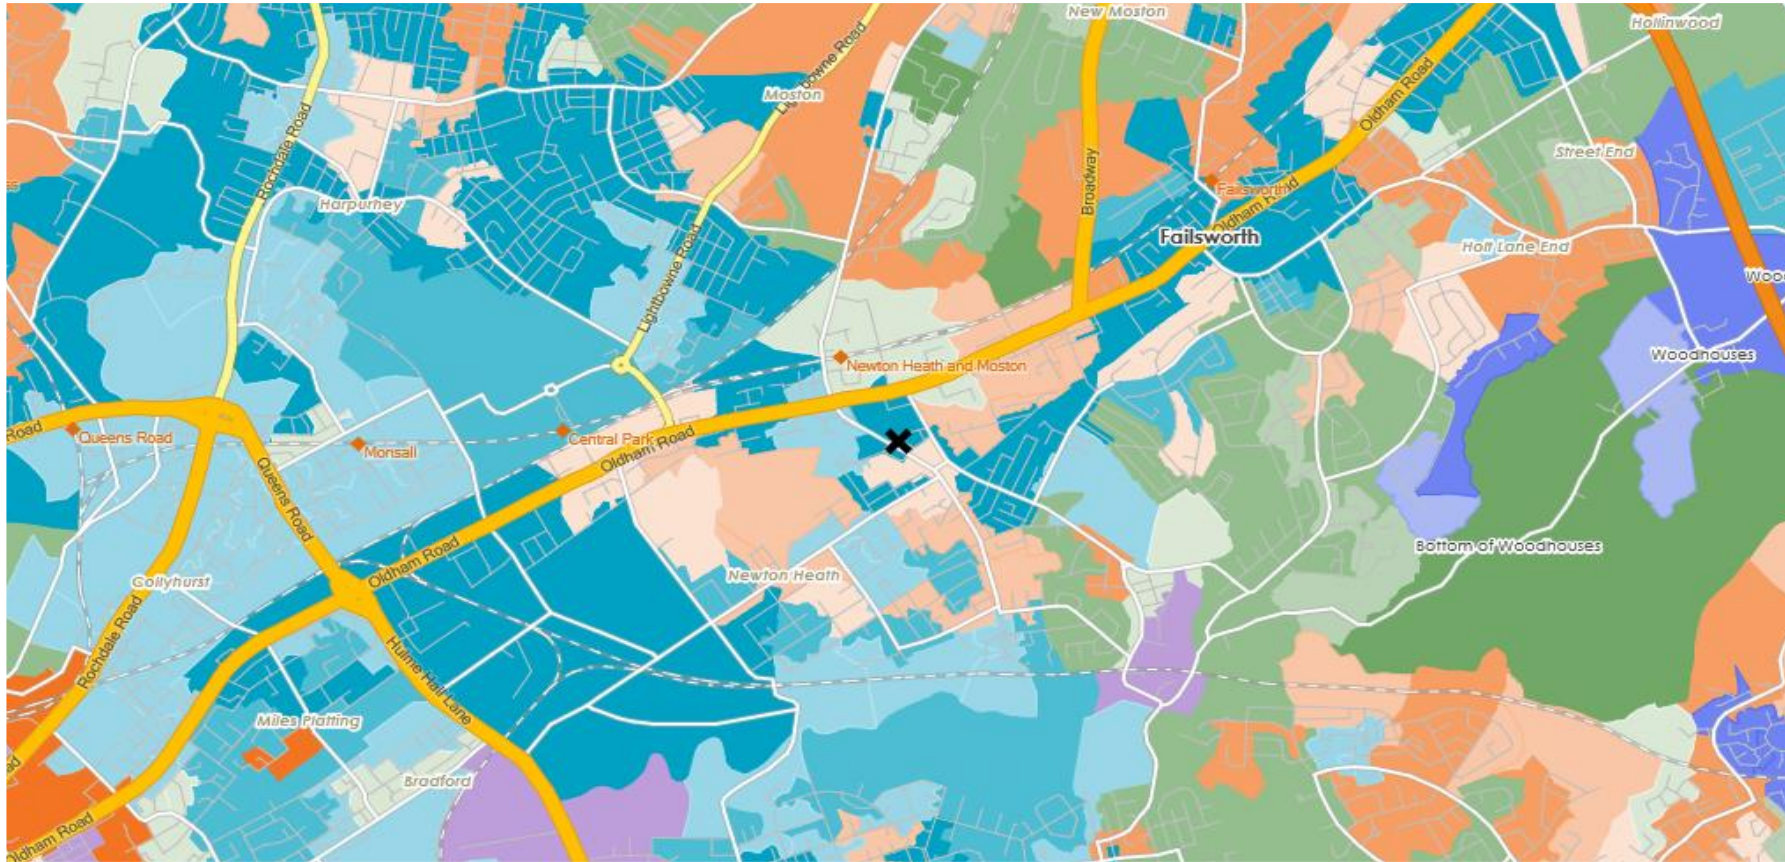 New Moston
Hollinwood
Lightbowne Road
Moston
Oldham Road
Rochdale Road
Broadway
Street End
Failsworth
Harpurhey
Oldham Road
Failsworth
Holt Lane End
Lightbowne Road
Woodhouses
Newton Heath and Moston
Road
Queens Road
Central Park
Monsall
Oldham Road
Queens Road
Bottom of Woodhouses
Oldham Road
Newton Heath
Collyhurst
Rochdale Road
Hulme Hall Lane
Miles Platting
Bradford
Oldham Road